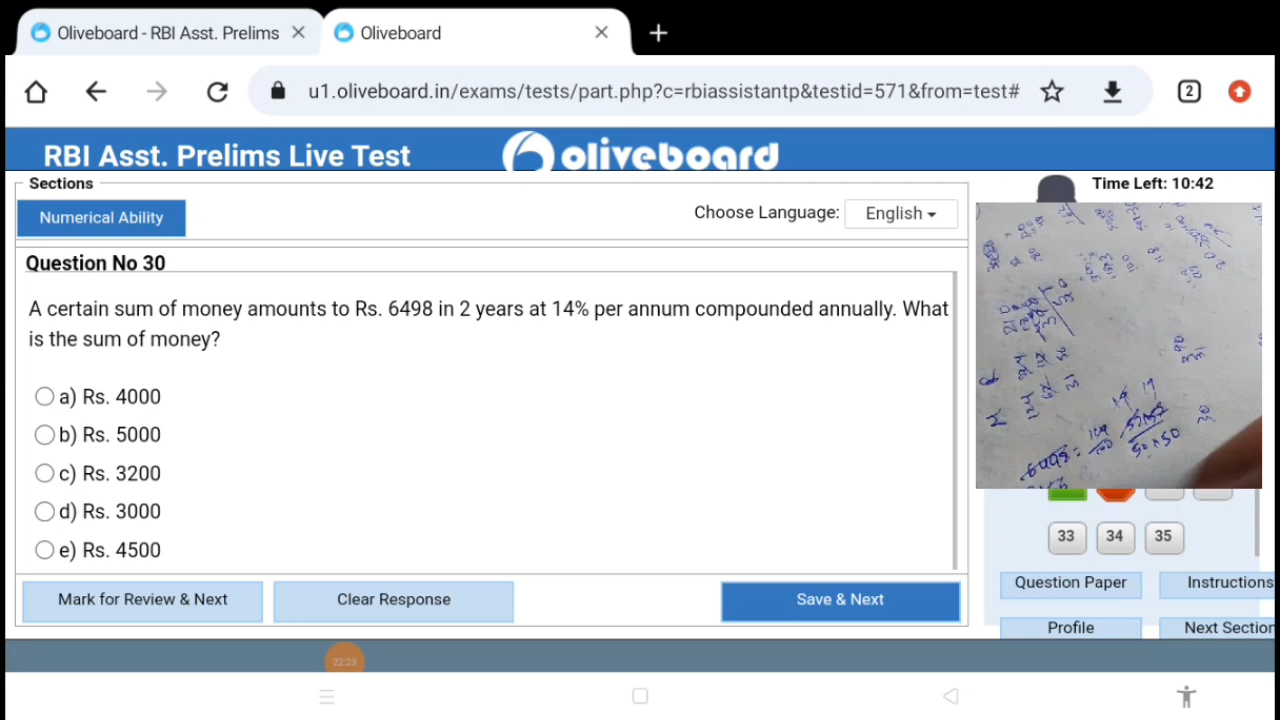 Oliveboard - RBI Asst. Prelims
Oliveboard
u1.oliveboard.in/exams/tests/part.php?c=rbiassistantp&testid=571&from=test#
2
RBI Asst. Prelims Live Test
oliveboard
Sections
Time Left: 10:42
Numerical Ability
Choose Language:
English
Question No 30
A certain sum of money amounts to Rs. 6498 in 2 years at 14% per annum compounded annually. What
is the sum of money?
a) Rs. 4000
b) Rs. 5000
c) Rs. 3200
d) Rs. 3000
e) Rs. 4500
33 34 35
Mark for Review & Next
Clear Response
Save & Next
Question Paper
Instructions
Profile
Next Section
22:23